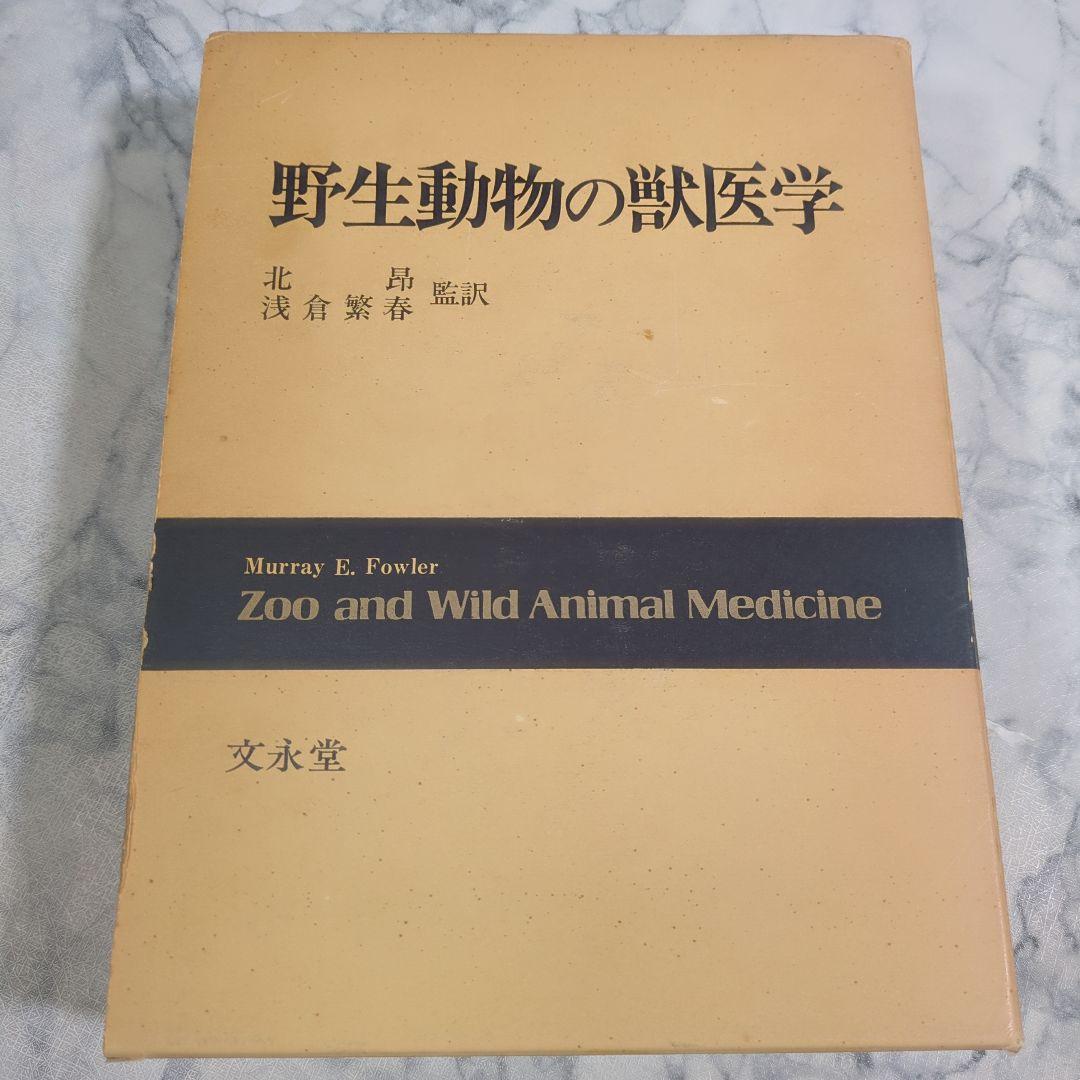 野生動物の獣医学
北 昂
浅倉繁春 監訳
Murray E. Fowler
Zoo and Wild Animal Medicine
文永堂